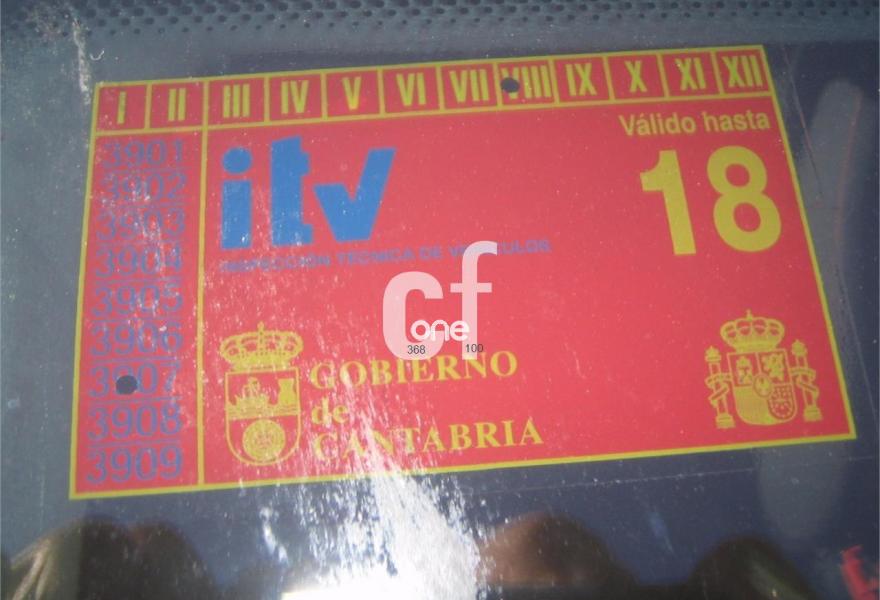 I II III IV V VI VII VIII IX X XI XII
Válido hasta
18
itv
INSPECCIÓN TECNICA DE VEHICULOS
3901
3902
3903
3904
3905
3906
3907
3908
3909
cf
one
368 100
GOBIERNO
de
CANTABRIA